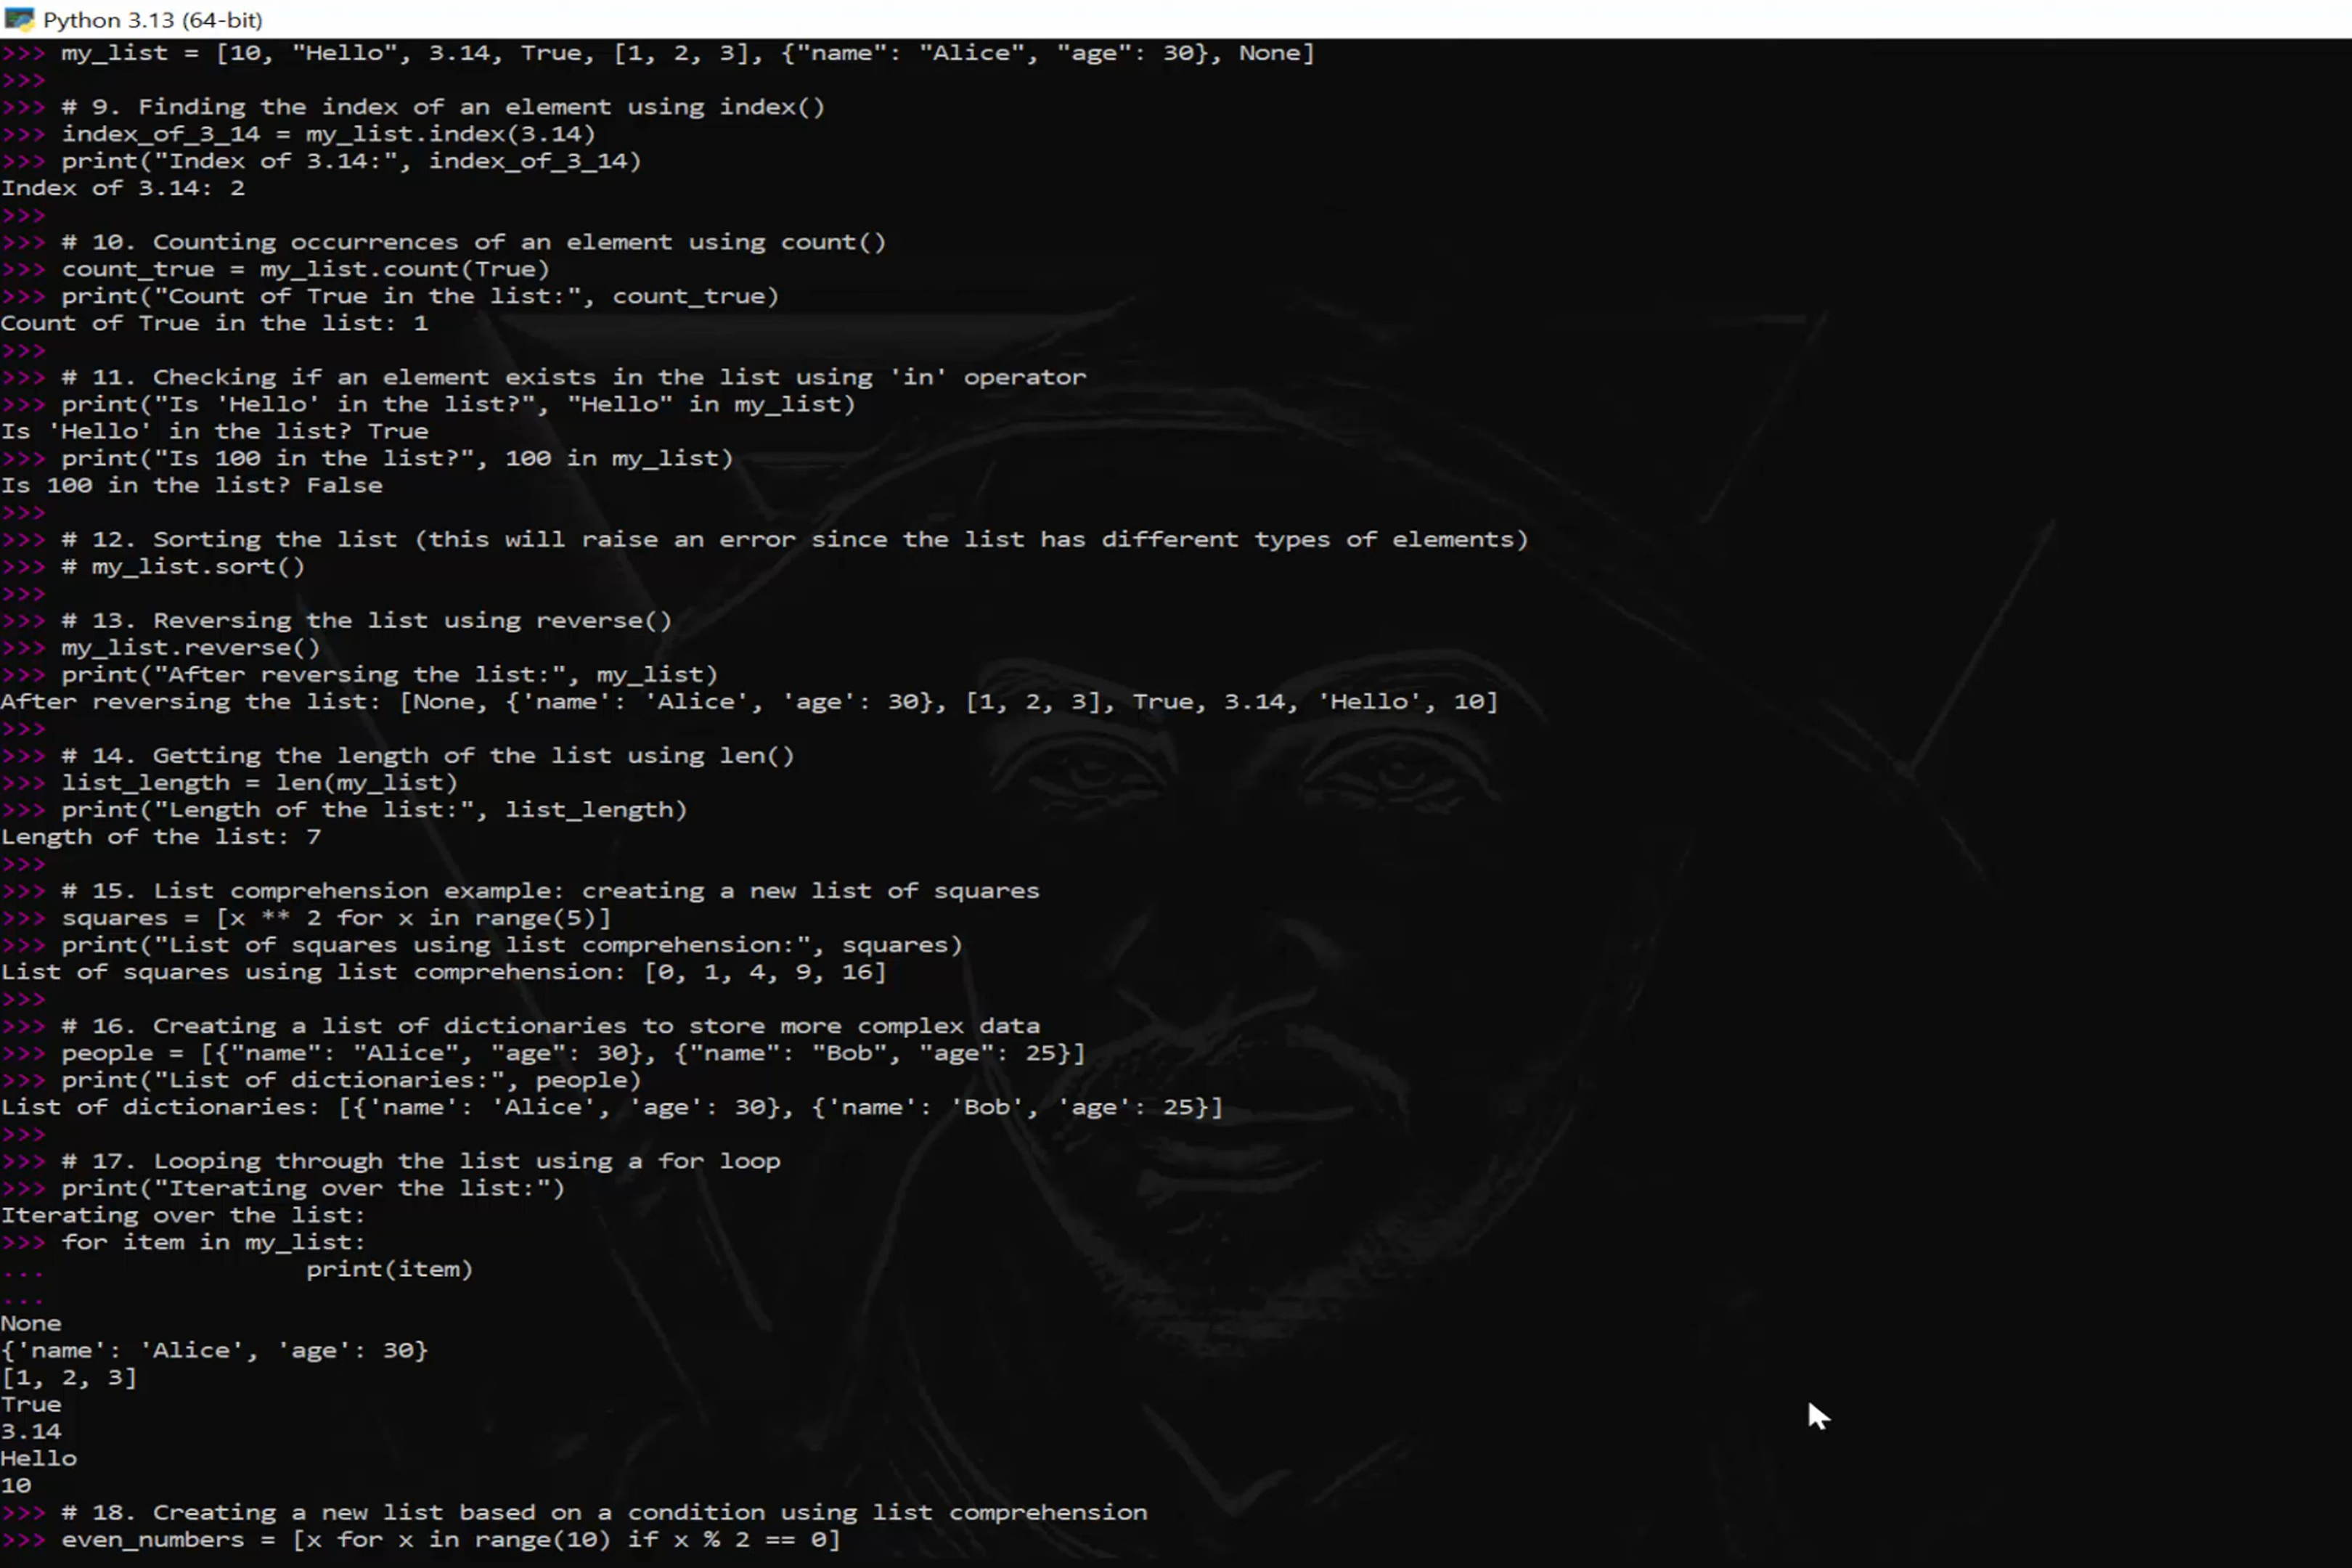 Python 3.13 (64-bit)
>>> my_list = [10, "Hello", 3.14, True, [1, 2, 3], {"name": "Alice", "age": 30}, None]
>>>
>>> # 9. Finding the index of an element using index()
>>> index_of_3_14 = my_list.index(3.14)
>>> print("Index of 3.14:", index_of_3_14)
Index of 3.14: 2
>>>
>>> # 10. Counting occurrences of an element using count()
>>> count_true = my_list.count(True)
>>> print("Count of True in the list:", count_true)
Count of True in the list: 1
>>>
>>> # 11. Checking if an element exists in the list using 'in' operator
>>> print("Is 'Hello' in the list?", "Hello" in my_list)
Is 'Hello' in the list? True
>>> print("Is 100 in the list?", 100 in my_list)
Is 100 in the list? False
>>>
>>> # 12. Sorting the list (this will raise an error since the list has different types of elements)
>>> # my_list.sort()
>>>
>>> # 13. Reversing the list using reverse()
>>> my_list.reverse()
>>> print("After reversing the list:", my_list)
After reversing the list: [None, {'name': 'Alice', 'age': 30}, [1, 2, 3], True, 3.14, 'Hello', 10]
>>>
>>> # 14. Getting the length of the list using len()
>>> list_length = len(my_list)
>>> print("Length of the list:", list_length)
Length of the list: 7
>>>
>>> # 15. List comprehension example: creating a new list of squares
>>> squares = [x ** 2 for x in range(5)]
>>> print("List of squares using list comprehension:", squares)
List of squares using list comprehension: [0, 1, 4, 9, 16]
>>>
>>> # 16. Creating a list of dictionaries to store more complex data
>>> people = [{"name": "Alice", "age": 30}, {"name": "Bob", "age": 25}]
>>> print("List of dictionaries:", people)
List of dictionaries: [{'name': 'Alice', 'age': 30}, {'name': 'Bob', 'age': 25}]
>>>
>>> # 17. Looping through the list using a for loop
>>> print("Iterating over the list:")
Iterating over the list:
>>> for item in my_list:
...                 print(item)
...
None
{'name': 'Alice', 'age': 30}
[1, 2, 3]
True
3.14
Hello
10
>>> # 18. Creating a new list based on a condition using list comprehension
>>> even_numbers = [x for x in range(10) if x % 2 == 0]